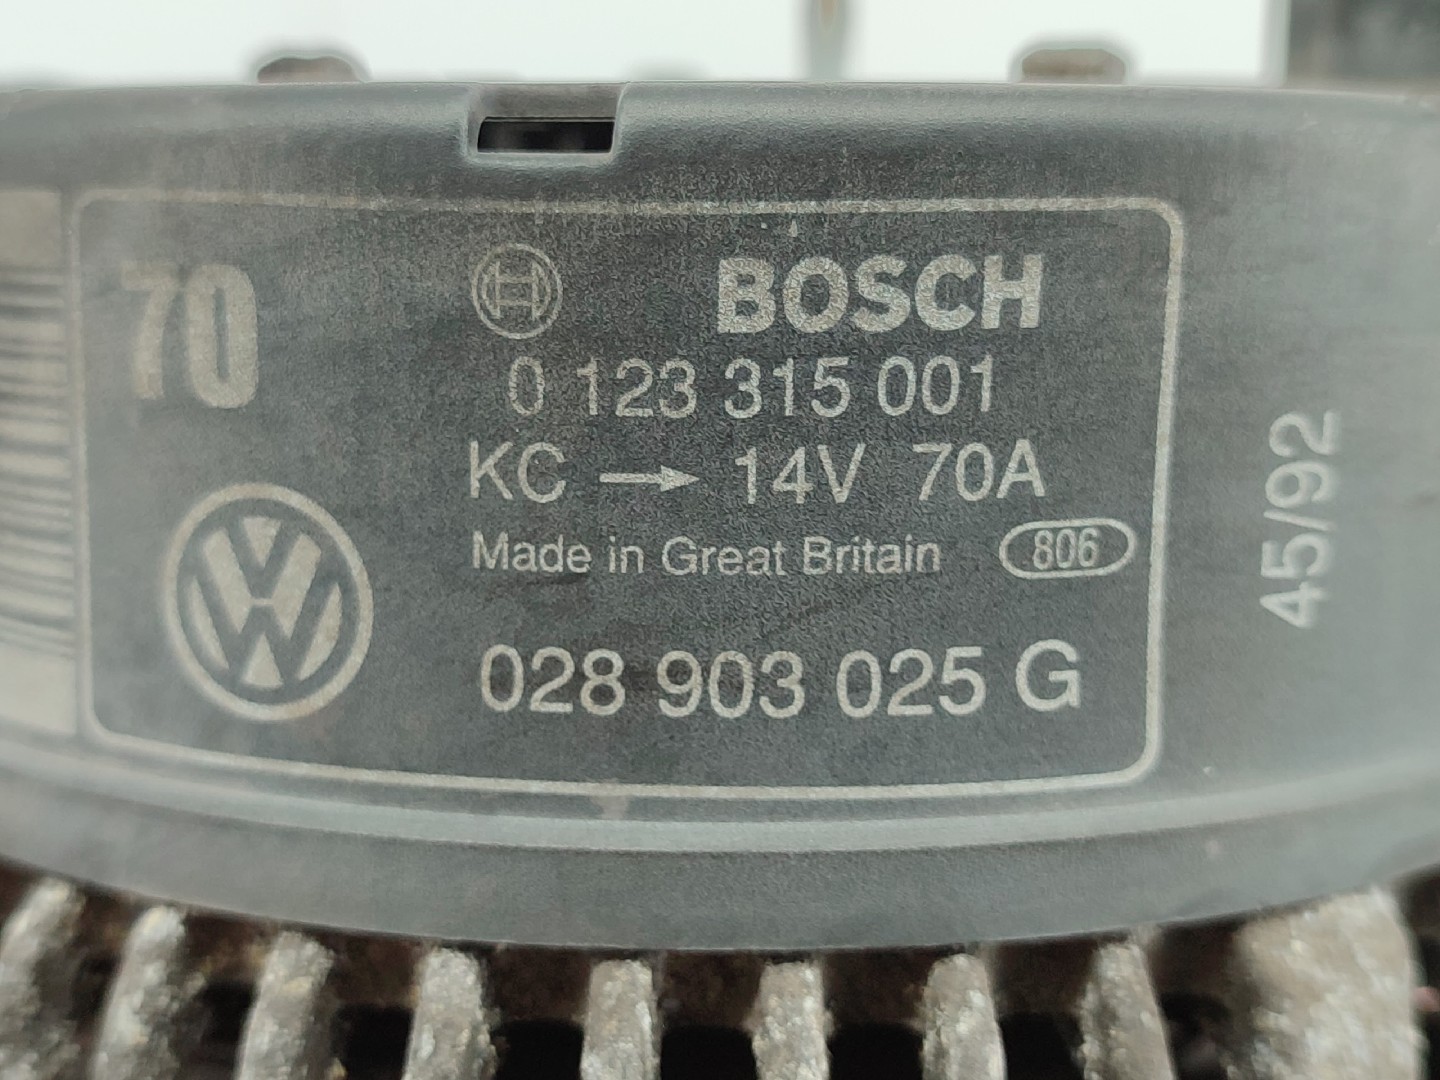 70
BOSCH
0 123 315 001
KC → 14V 70A
Made in Great Britain 806
028 903 025 G
45/92